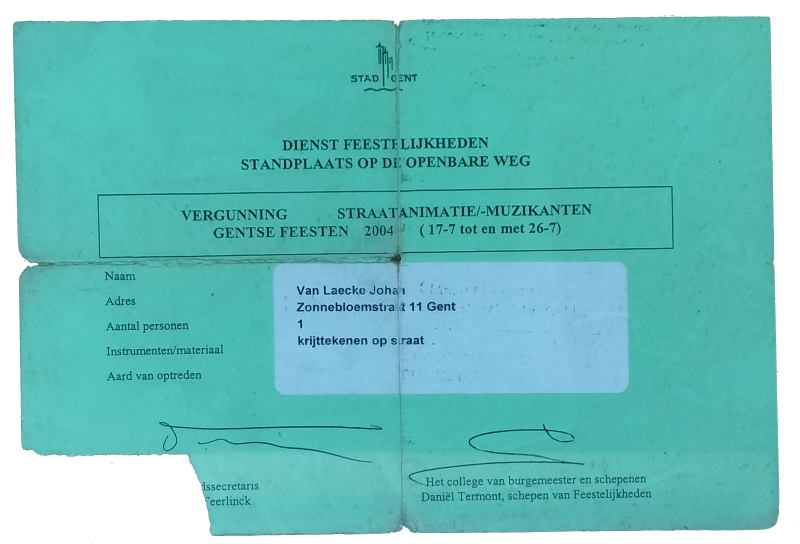 STAD GENT
DIENST FEESTELIJKHEDEN
STANDPLAATS OP DE OPENBARE WEG
VERGUNNING STRAATANIMATIE/-MUZIKANTEN
GENTSE FEESTEN 2004 (17-7 tot en met 26-7)
Naam
Van Laecke Johan
Adres
Zonnebloemstraat 11 Gent
Aantal personen
1
Instrumenten/materiaal
krijttekenen op straat
Aard van optreden
dssecretaris
eerlinck
Het college van burgemeester en schepenen
Daniël Termont, schepen van Feestelijkheden